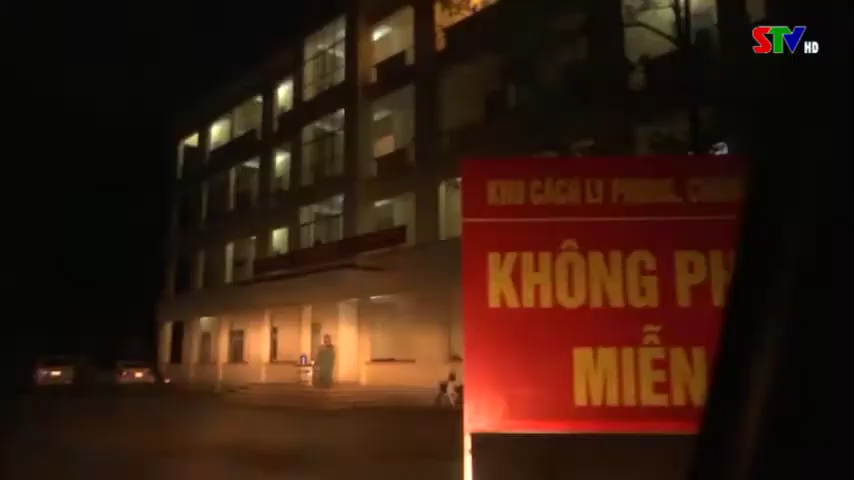 STV HD
KHU CÁCH LY PHÒNG, CHỐNG
KHÔNG PH
MIỄN